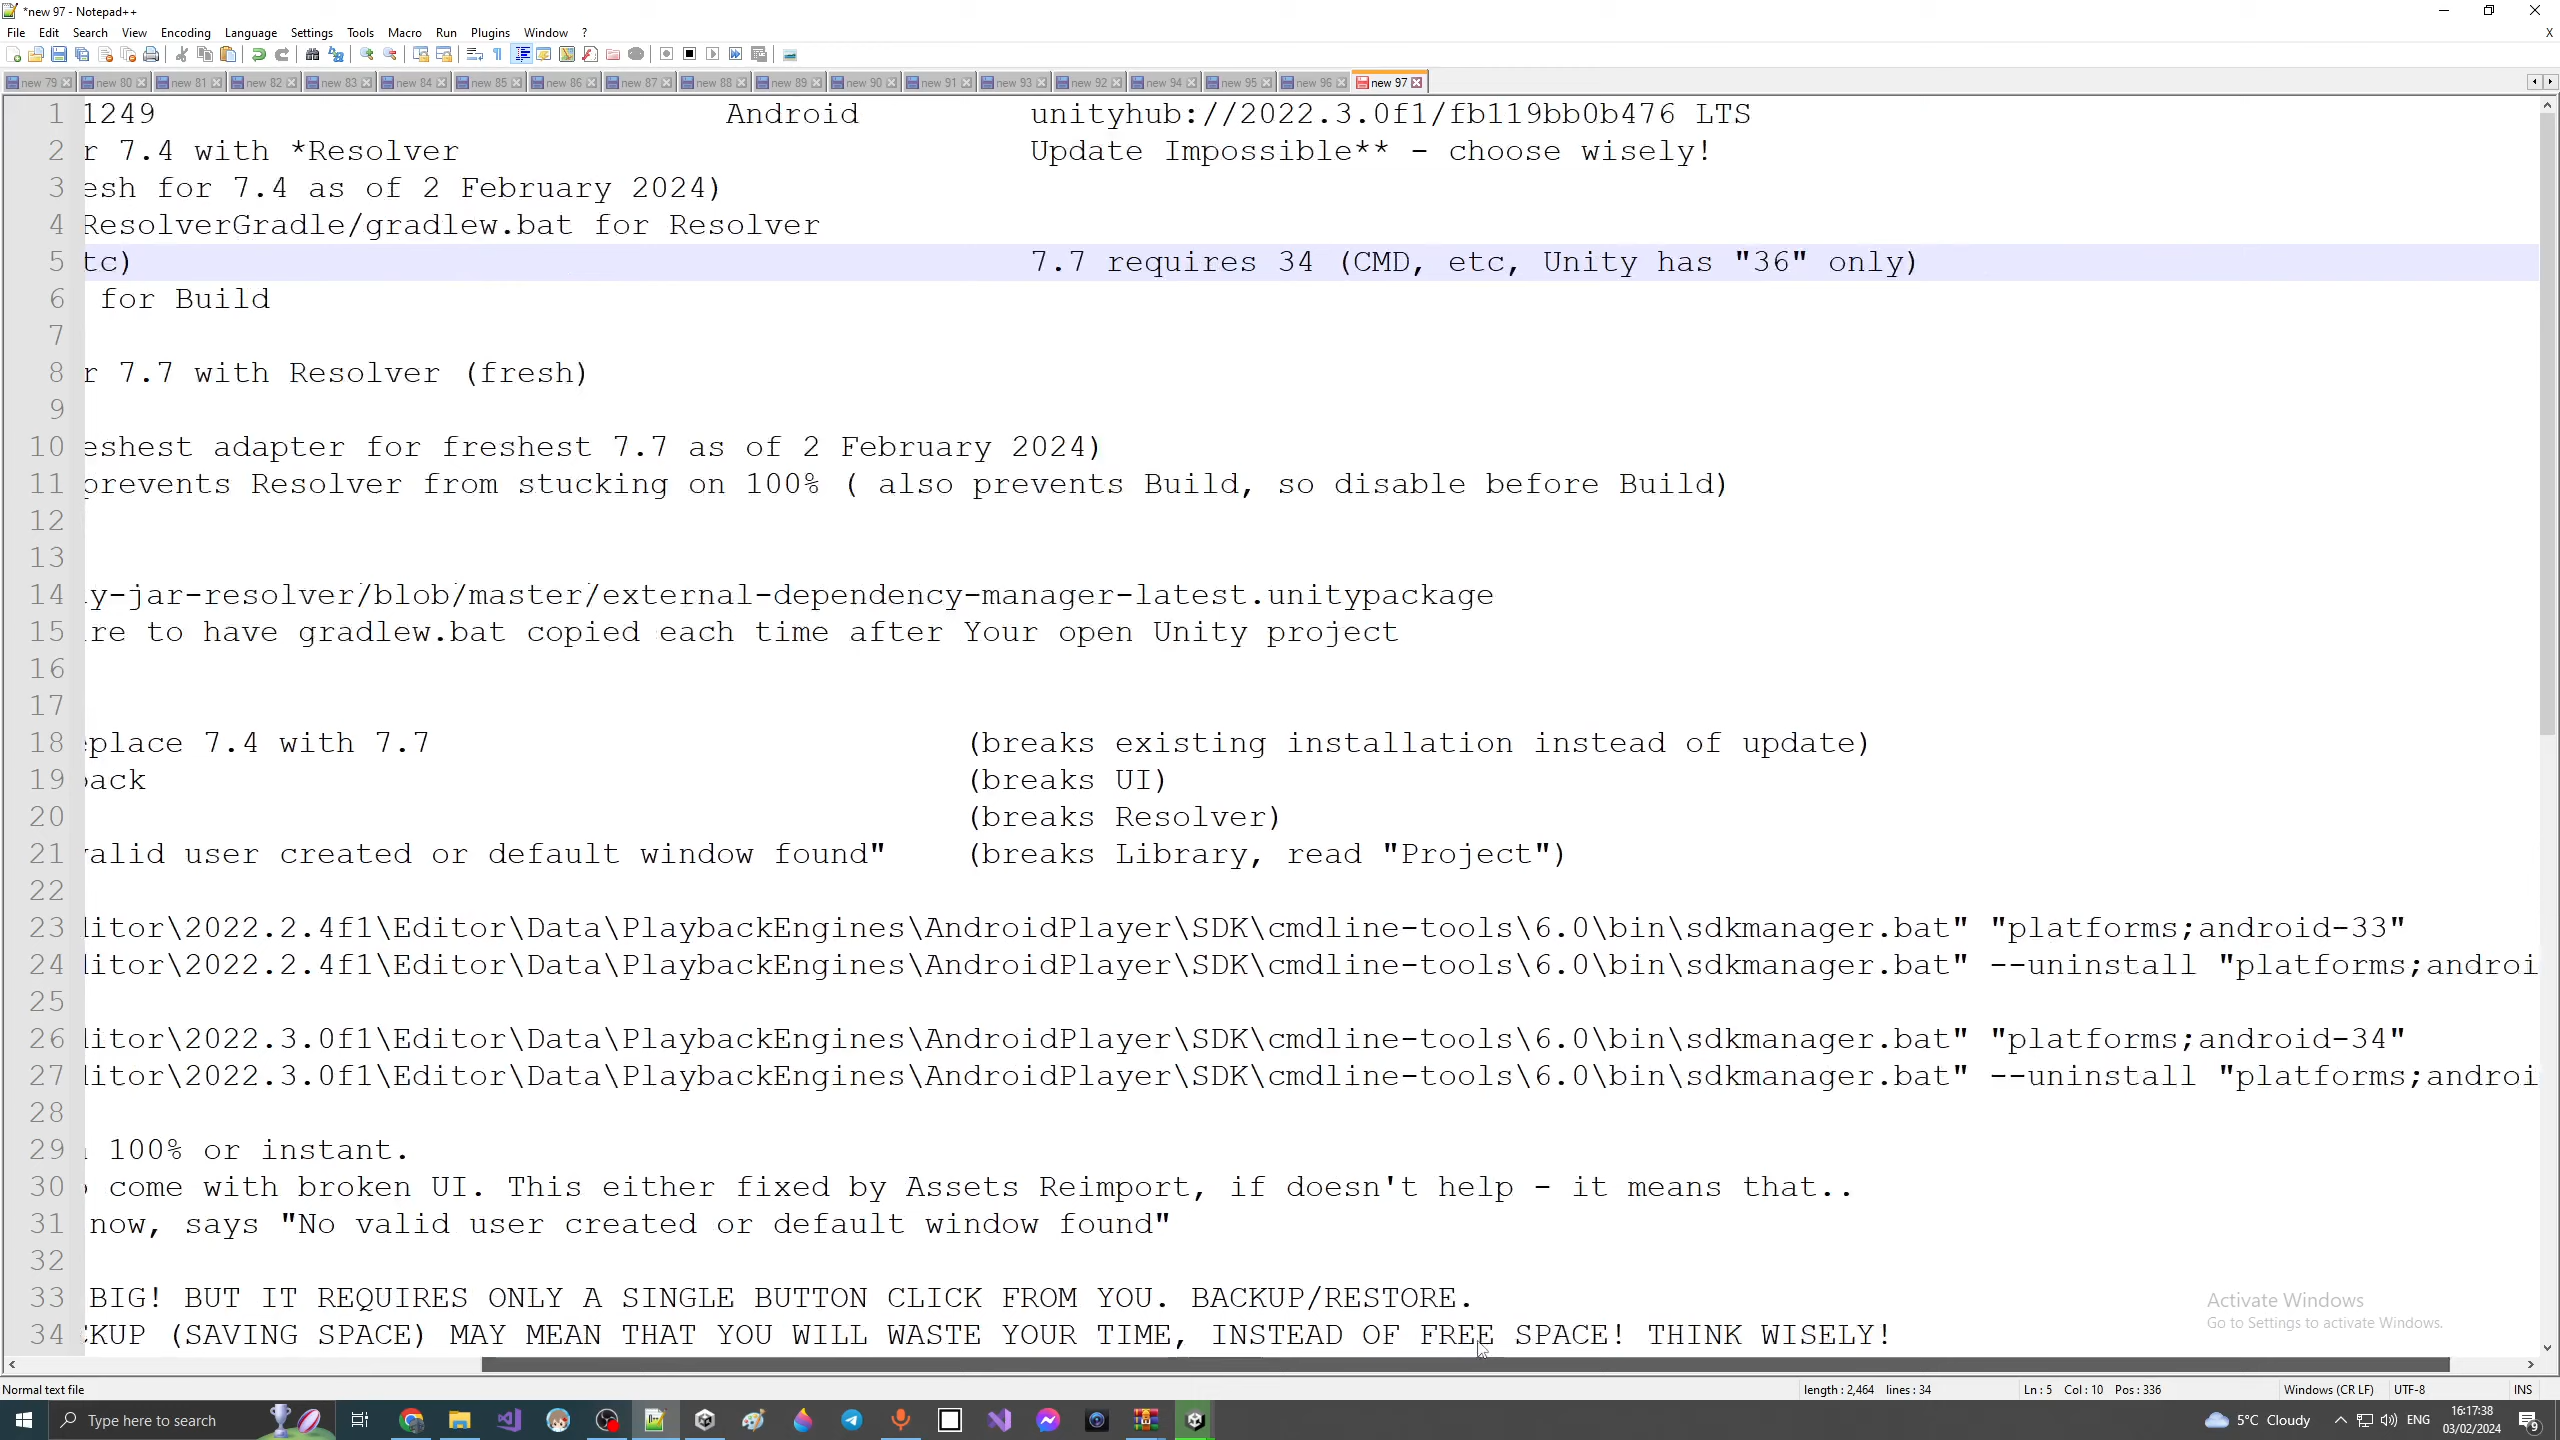 *new 97 - Notepad++
File Edit Search View Encoding Language Settings Tools Macro Run Plugins Window ? X
new 79 new 80 new 81 new 82 new 83 new 84 new 85 new 86 new 87 new 88 new 89 new 90 new 91 new 93 new 92 new 94 new 95 new 96 new 97
1 1249 Android unityhub://2022.3.0f1/fb119bb0b476 LTS
2 r 7.4 with *Resolver Update Impossible** - choose wisely!
3 esh for 7.4 as of 2 February 2024)
4 ResolverGradle/gradlew.bat for Resolver
5 tc) 7.7 requires 34 (CMD, etc, Unity has "36" only)
6 for Build
7
8 r 7.7 with Resolver (fresh)
9
10 eshest adapter for freshest 7.7 as of 2 February 2024)
11 prevents Resolver from stucking on 100% ( also prevents Build, so disable before Build)
12
13
14 y-jar-resolver/blob/master/external-dependency-manager-latest.unitypackage
15 re to have gradlew.bat copied each time after Your open Unity project
16
17
18 eplace 7.4 with 7.7 (breaks existing installation instead of update)
19 back (breaks UI)
20 (breaks Resolver)
21 valid user created or default window found" (breaks Library, read "Project")
22
23 ditor\2022.2.4f1\Editor\Data\PlaybackEngines\AndroidPlayer\SDK\cmdline-tools\6.0\bin\sdkmanager.bat" "platforms;android-33"
24 ditor\2022.2.4f1\Editor\Data\PlaybackEngines\AndroidPlayer\SDK\cmdline-tools\6.0\bin\sdkmanager.bat" --uninstall "platforms;androi
25
26 ditor\2022.3.0f1\Editor\Data\PlaybackEngines\AndroidPlayer\SDK\cmdline-tools\6.0\bin\sdkmanager.bat" "platforms;android-34"
27 ditor\2022.3.0f1\Editor\Data\PlaybackEngines\AndroidPlayer\SDK\cmdline-tools\6.0\bin\sdkmanager.bat" --uninstall "platforms;androi
28
29 100% or instant.
30 come with broken UI. This either fixed by Assets Reimport, if doesn't help - it means that..
31 now, says "No valid user created or default window found"
32
33 BIG! BUT IT REQUIRES ONLY A SINGLE BUTTON CLICK FROM YOU. BACKUP/RESTORE.
34 CKUP (SAVING SPACE) MAY MEAN THAT YOU WILL WASTE YOUR TIME, INSTEAD OF FREE SPACE! THINK WISELY!
Activate Windows
Go to Settings to activate Windows.
Normal text file length : 2,464 lines : 34 Ln : 5 Col : 10 Pos : 336 Windows (CR LF) UTF-8 INS
Type here to search 5°C Cloudy ENG 16:17:38
03/02/2024 9